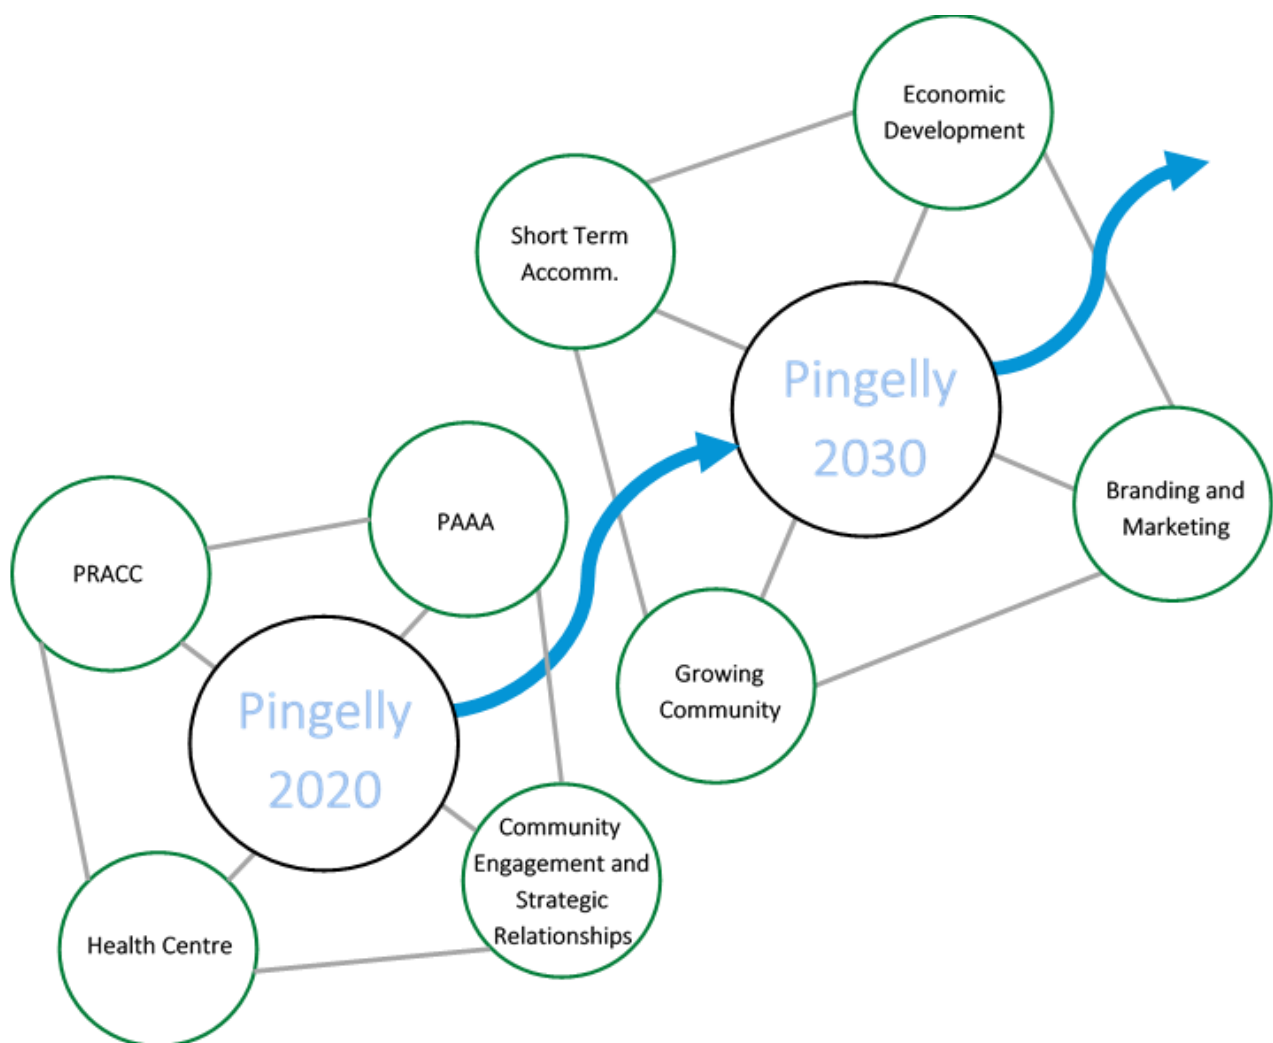 Economic
Development
Short Term
Accomm.
Pingelly
2030
Branding and
Marketing
Growing
Community
PAAA
PRACC
Pingelly
2020
Community
Engagement and
Strategic
Relationships
Health Centre